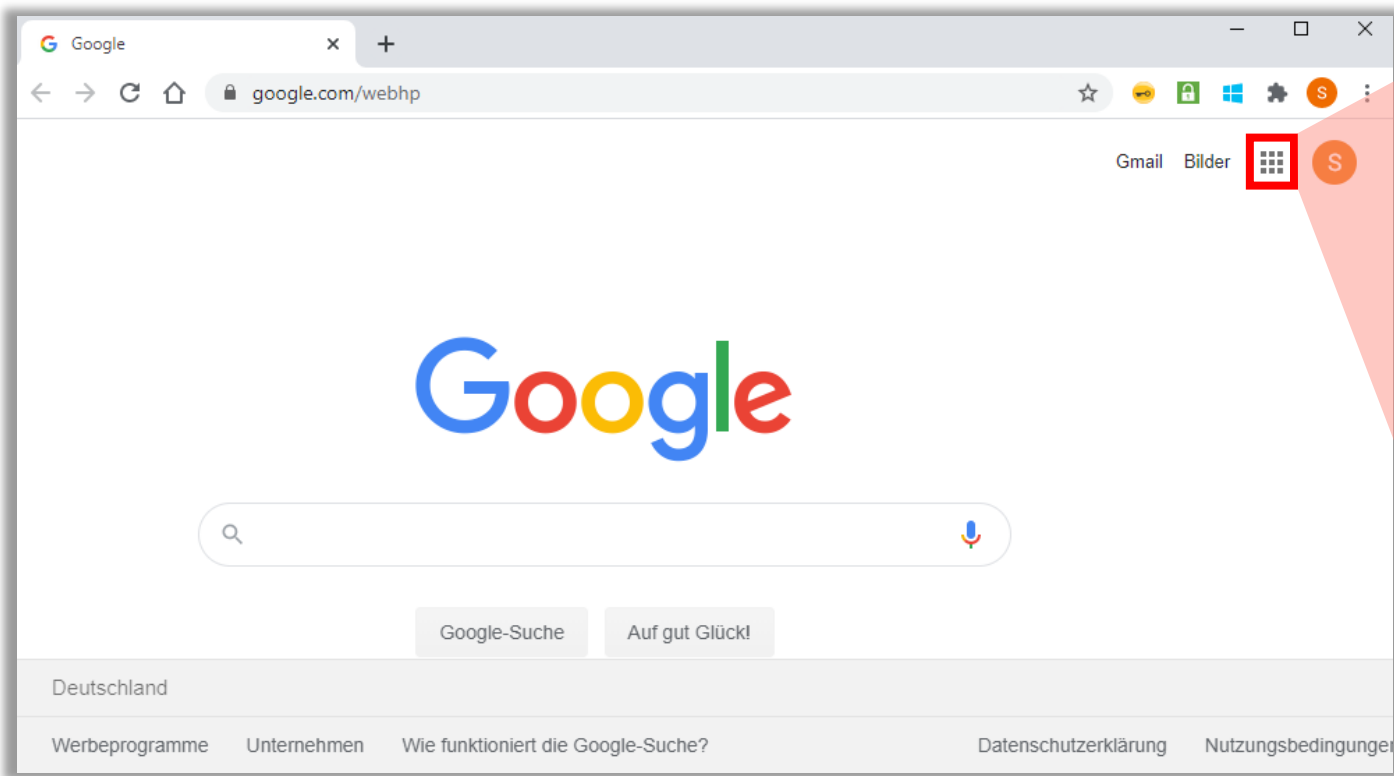 Google
google.com/webhp
S
Gmail Bilder
S
Google
Google-Suche Auf gut Glück!
Deutschland
Werbeprogramme Unternehmen Wie funktioniert die Google-Suche? Datenschutzerklärung Nutzungsbedingunger